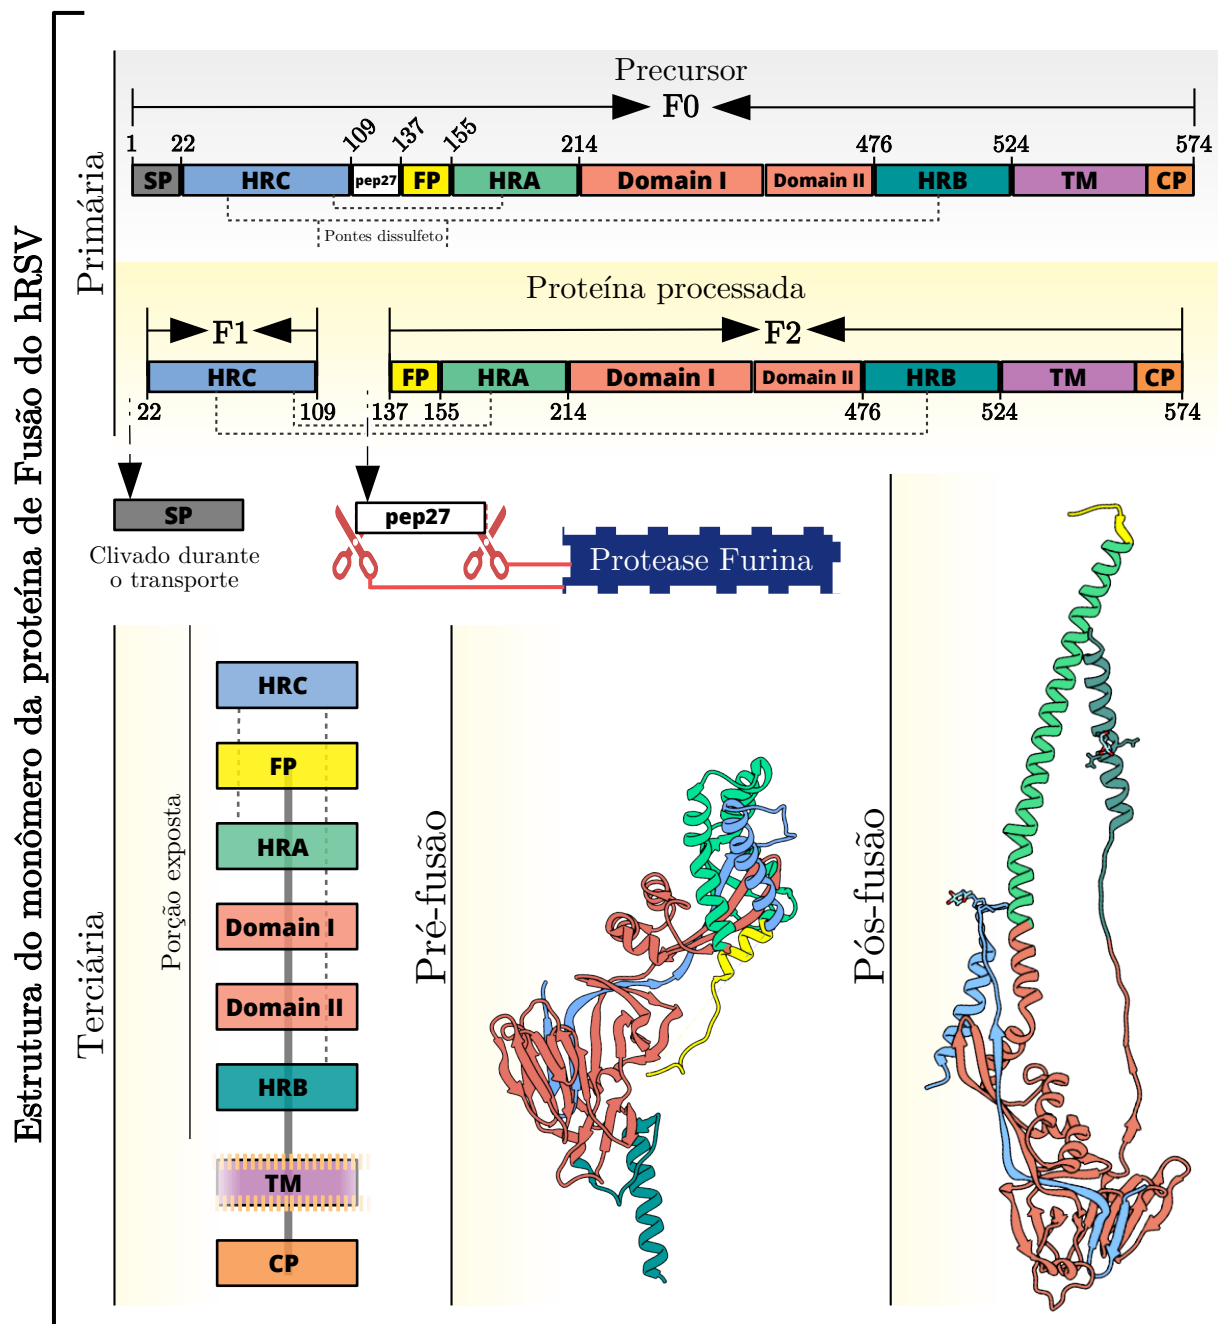 Estrutura do monômero da proteína de Fusão do hRSV
Primária
Precursor
F0
1 22 109 137 155 214 476 524 574
SP HRC pep27 FP HRA Domain I Domain II HRB TM CP
Pontes dissulfeto
Proteína processada
F1 F2
HRC FP HRA Domain I Domain II HRB TM CP
22 109 137 155 214 476 524 574
SP
pep27
Clivado durante
o transporte
Protease Furina
Terciária
Porção exposta
HRC
FP
HRA
Domain I
Domain II
HRB
TM
CP
Pré-fusão
Pós-fusão